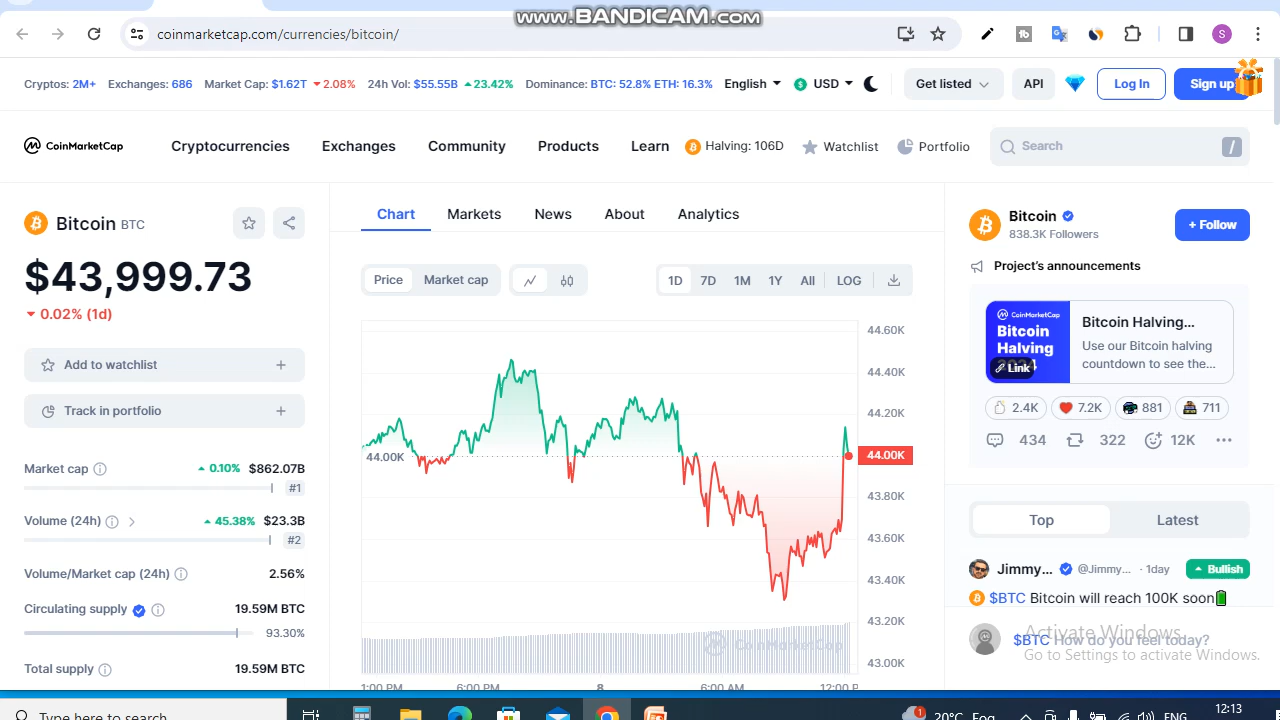 www.BANDICAM.com
coinmarketcap.com/currencies/bitcoin/
S
Cryptos: 2M+ Exchanges: 686 Market Cap: $1.62T 2.08% 24h Vol: $55.55B 23.42% Dominance: BTC: 52.8% ETH: 16.3% English USD Get listed API Log In Sign up
CoinMarketCap Cryptocurrencies Exchanges Community Products Learn Halving: 106D Watchlist Portfolio Search /
Bitcoin BTC
$43,999.73
0.02% (1d)
Add to watchlist +
Track in portfolio +
Market cap 0.10% $862.07B
#1
Volume (24h) 45.38% $23.3B
#2
Volume/Market cap (24h) 2.56%
Circulating supply 19.59M BTC
93.30%
Total supply 19.59M BTC
Chart Markets News About Analytics
Price Market cap 1D 7D 1M 1Y All LOG
44.60K
44.40K
44.20K
44.00K 44.00K
43.80K
43.60K
43.40K
43.20K
43.00K
CoinMarketCap
1:00 PM 6:00 PM 8 6:00 AM 12:00 P
Bitcoin
838.3K Followers
+ Follow
Project's announcements
CoinMarketCap
Bitcoin
Halving
Link
Bitcoin Halving...
Use our Bitcoin halving
countdown to see the...
2.4K 7.2K 881 711
434 322 12K
Top Latest
Jimmy... @Jimmy... · 1day Bullish
$BTC Bitcoin will reach 100K soon
$BTC How do you feel today?
Activate Windows
Go to Settings to activate Windows.
Type here to search
1
20°C Fog
ENG
12:13